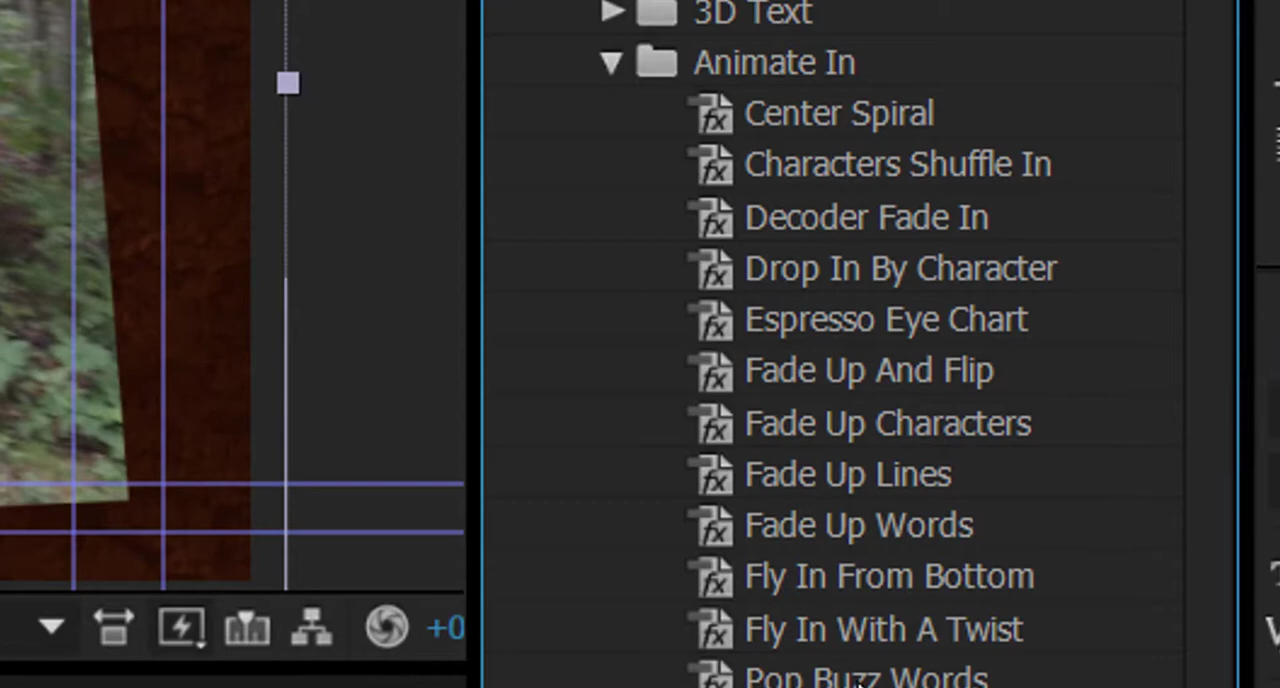 3D Text
Animate In
Center Spiral
Characters Shuffle In
Decoder Fade In
Drop In By Character
Espresso Eye Chart
Fade Up And Flip
Fade Up Characters
Fade Up Lines
Fade Up Words
Fly In From Bottom
Fly In With A Twist
Pop Buzz Words
+0